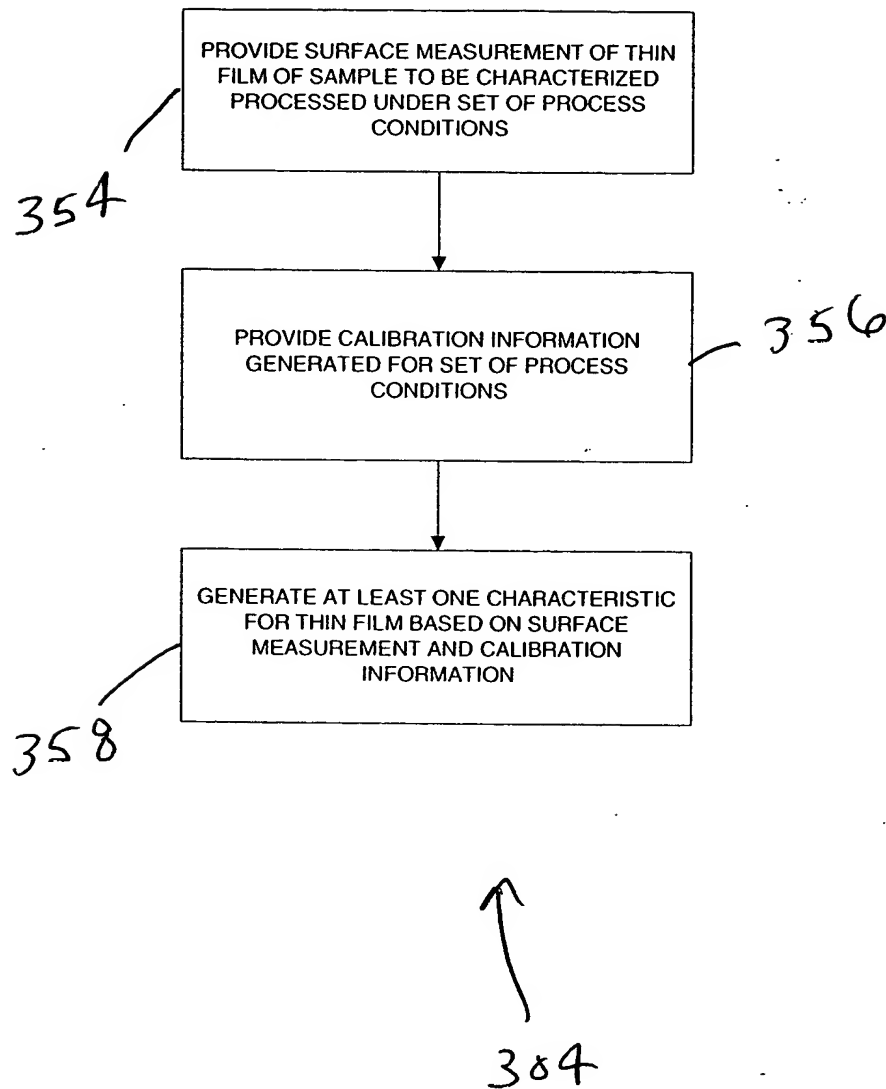 PROVIDE SURFACE MEASUREMENT OF THIN
FILM OF SAMPLE TO BE CHARACTERIZED
PROCESSED UNDER SET OF PROCESS
CONDITIONS
354
PROVIDE CALIBRATION INFORMATION
GENERATED FOR SET OF PROCESS
CONDITIONS
356
GENERATE AT LEAST ONE CHARACTERISTIC
FOR THIN FILM BASED ON SURFACE
MEASUREMENT AND CALIBRATION
INFORMATION
358
304